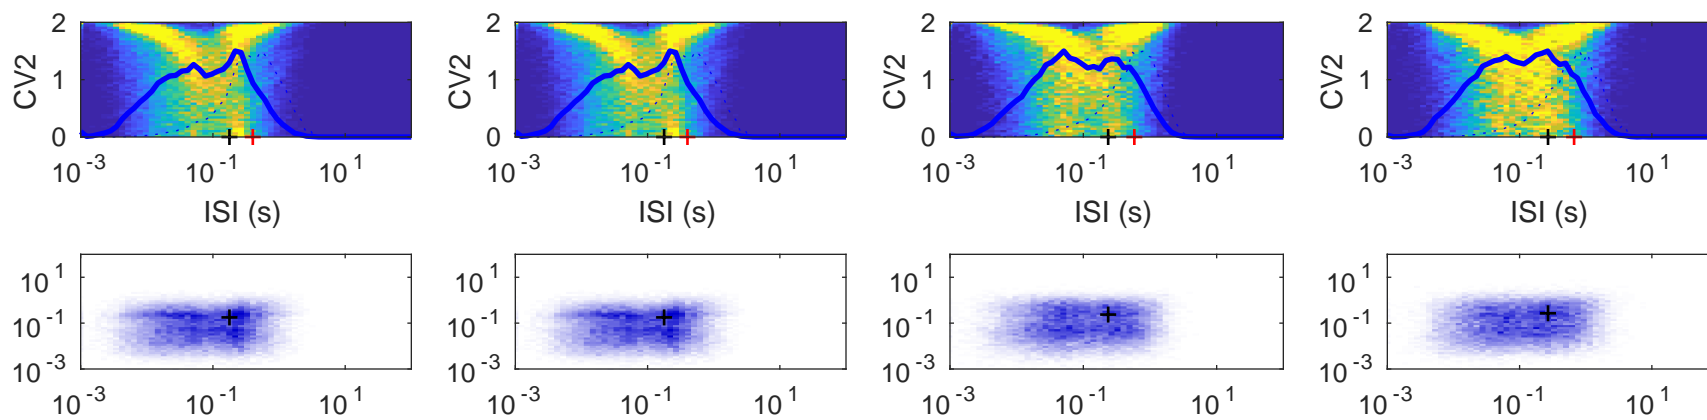 2 2 2 2
CV2 CV2 CV2 CV2
1 1 1 1
0 0 0 0
10^-3 10^-1 10^1 10^-3 10^-1 10^1 10^-3 10^-1 10^1 10^-3 10^-1 10^1
ISI (s) ISI (s) ISI (s) ISI (s)
10^1 10^1 10^1 10^1
10^-1 10^-1 10^-1 10^-1
10^-3 10^-3 10^-3 10^-3
10^-3 10^-1 10^1 10^-3 10^-1 10^1 10^-3 10^-1 10^1 10^-3 10^-1 10^1